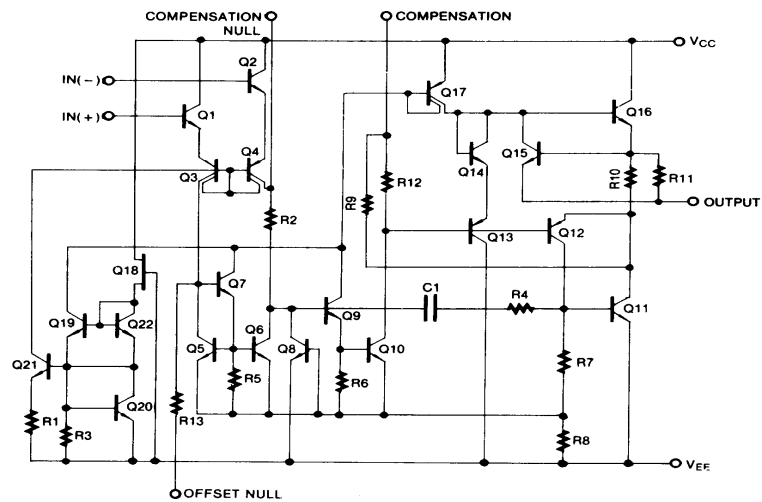 COMPENSATION
NULL
COMPENSATION
VCC
IN(-)
Q2
Q17
Q16
IN(+)
Q1
Q3
Q4
Q14
Q15
R9
R12
R10
R11
OUTPUT
R2
Q13
Q12
Q18
Q7
C1
R4
Q9
Q11
Q19
Q22
Q5
Q6
Q8
Q10
Q21
R5
R6
R7
R1
R3
Q20
R13
R8
VEE
OFFSET NULL